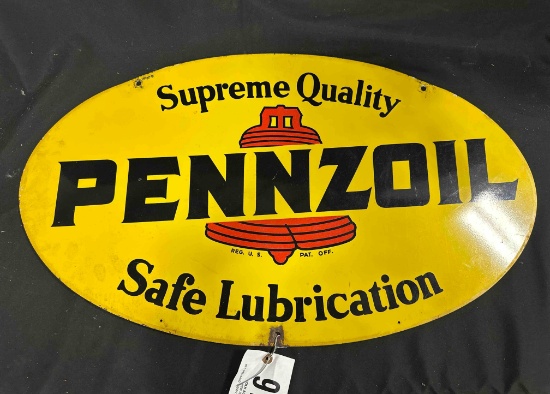 Supreme Quality
PENNZOIL
REG. U. S. PAT. OFF.
Safe Lubrication